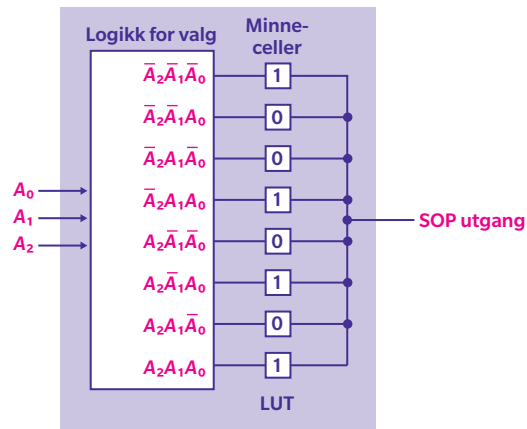 Logikk for valg
Minne-
celler
A̅₂A̅₁A̅₀ 1
A̅₂A̅₁A₀ 0
A̅₂A₁A̅₀ 0
A̅₂A₁A₀ 1
A₂A̅₁A̅₀ 0
A₂A̅₁A₀ 1
A₂A₁A̅₀ 0
A₂A₁A₀ 1
A₀
A₁
A₂
SOP utgang
LUT